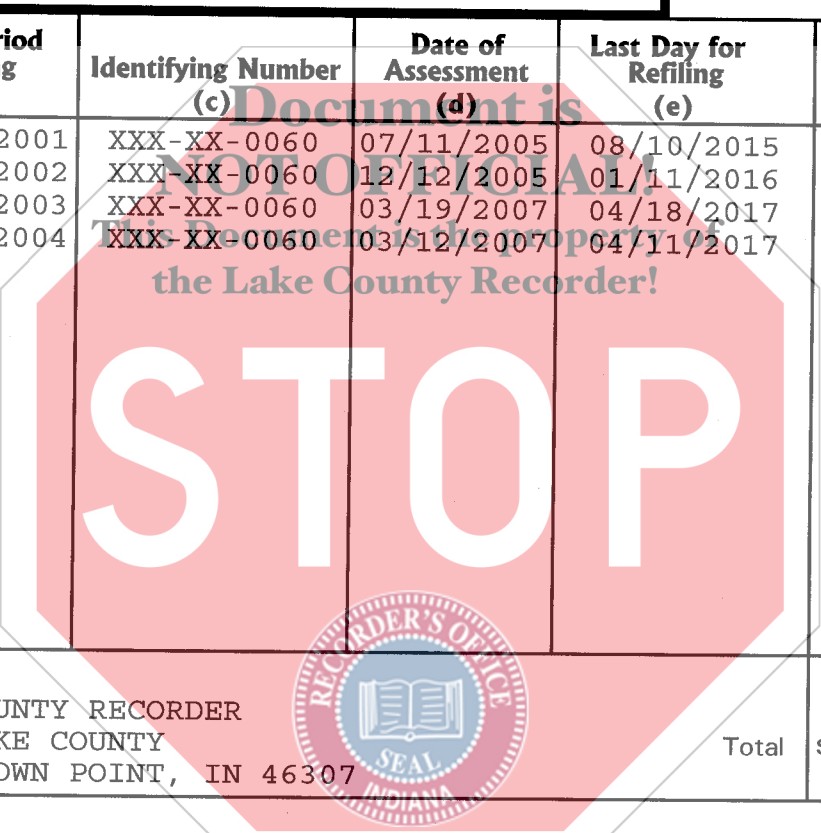 riod Identifying Number Date of Last Day for
g (c) Assessment Refiling
(d) (e)
2001 XXX-XX-0060 07/11/2005 08/10/2015
2002 XXX-XX-0060 12/12/2005 01/11/2016
2003 XXX-XX-0060 03/19/2007 04/18/2017
2004 XXX-XX-0060 03/12/2007 04/11/2017
Document is
NOT OFFICIAL!
This Document is the property of
the Lake County Recorder!
STOP
RECORDER'S OFFICE
SEAL
INDIANA
UNTY RECORDER
KE COUNTY
OWN POINT, IN 46307
Total